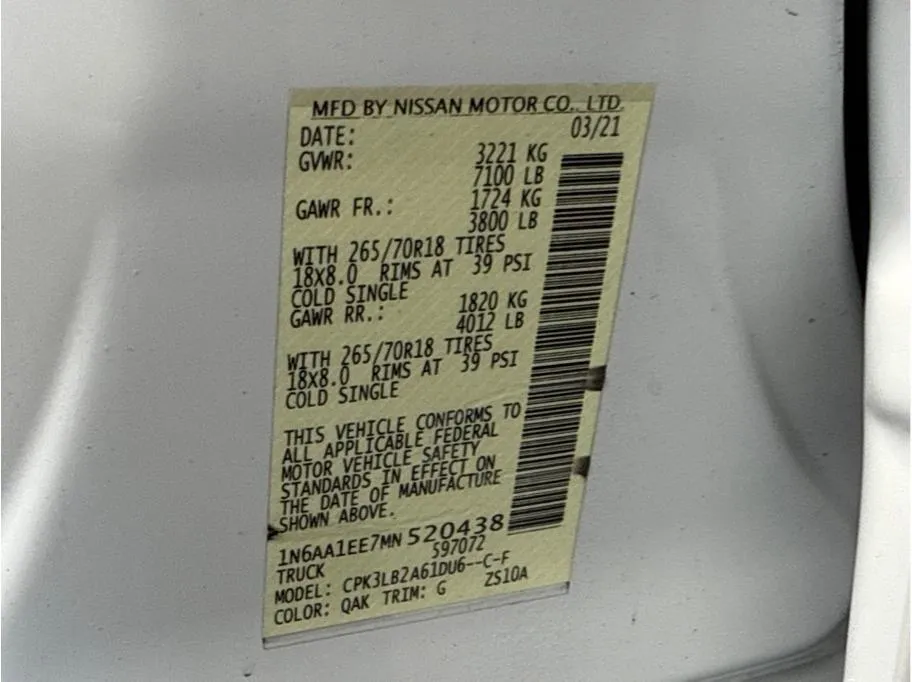 MFD BY NISSAN MOTOR CO., LTD.
DATE: 03/21
GVWR: 3221 KG
7100 LB
GAWR FR.: 1724 KG
3800 LB
WITH 265/70R18 TIRES
18X8.0 RIMS AT 39 PSI
COLD SINGLE
GAWR RR.: 1820 KG
4012 LB
WITH 265/70R18 TIRES
18X8.0 RIMS AT 39 PSI
COLD SINGLE
THIS VEHICLE CONFORMS TO
ALL APPLICABLE FEDERAL
MOTOR VEHICLE SAFETY
STANDARDS IN EFFECT ON
THE DATE OF MANUFACTURE
SHOWN ABOVE.
1N6AA1EE7MN 520438
TRUCK 597072
MODEL: CPK3LB2A61DU6--C-F
COLOR: QAK TRIM: G ZS10A